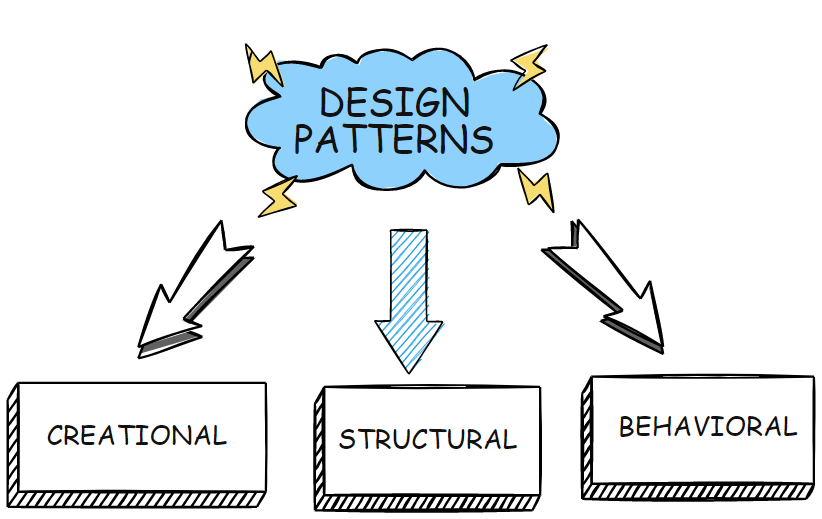 DESIGN
PATTERNS
CREATIONAL
STRUCTURAL
BEHAVIORAL